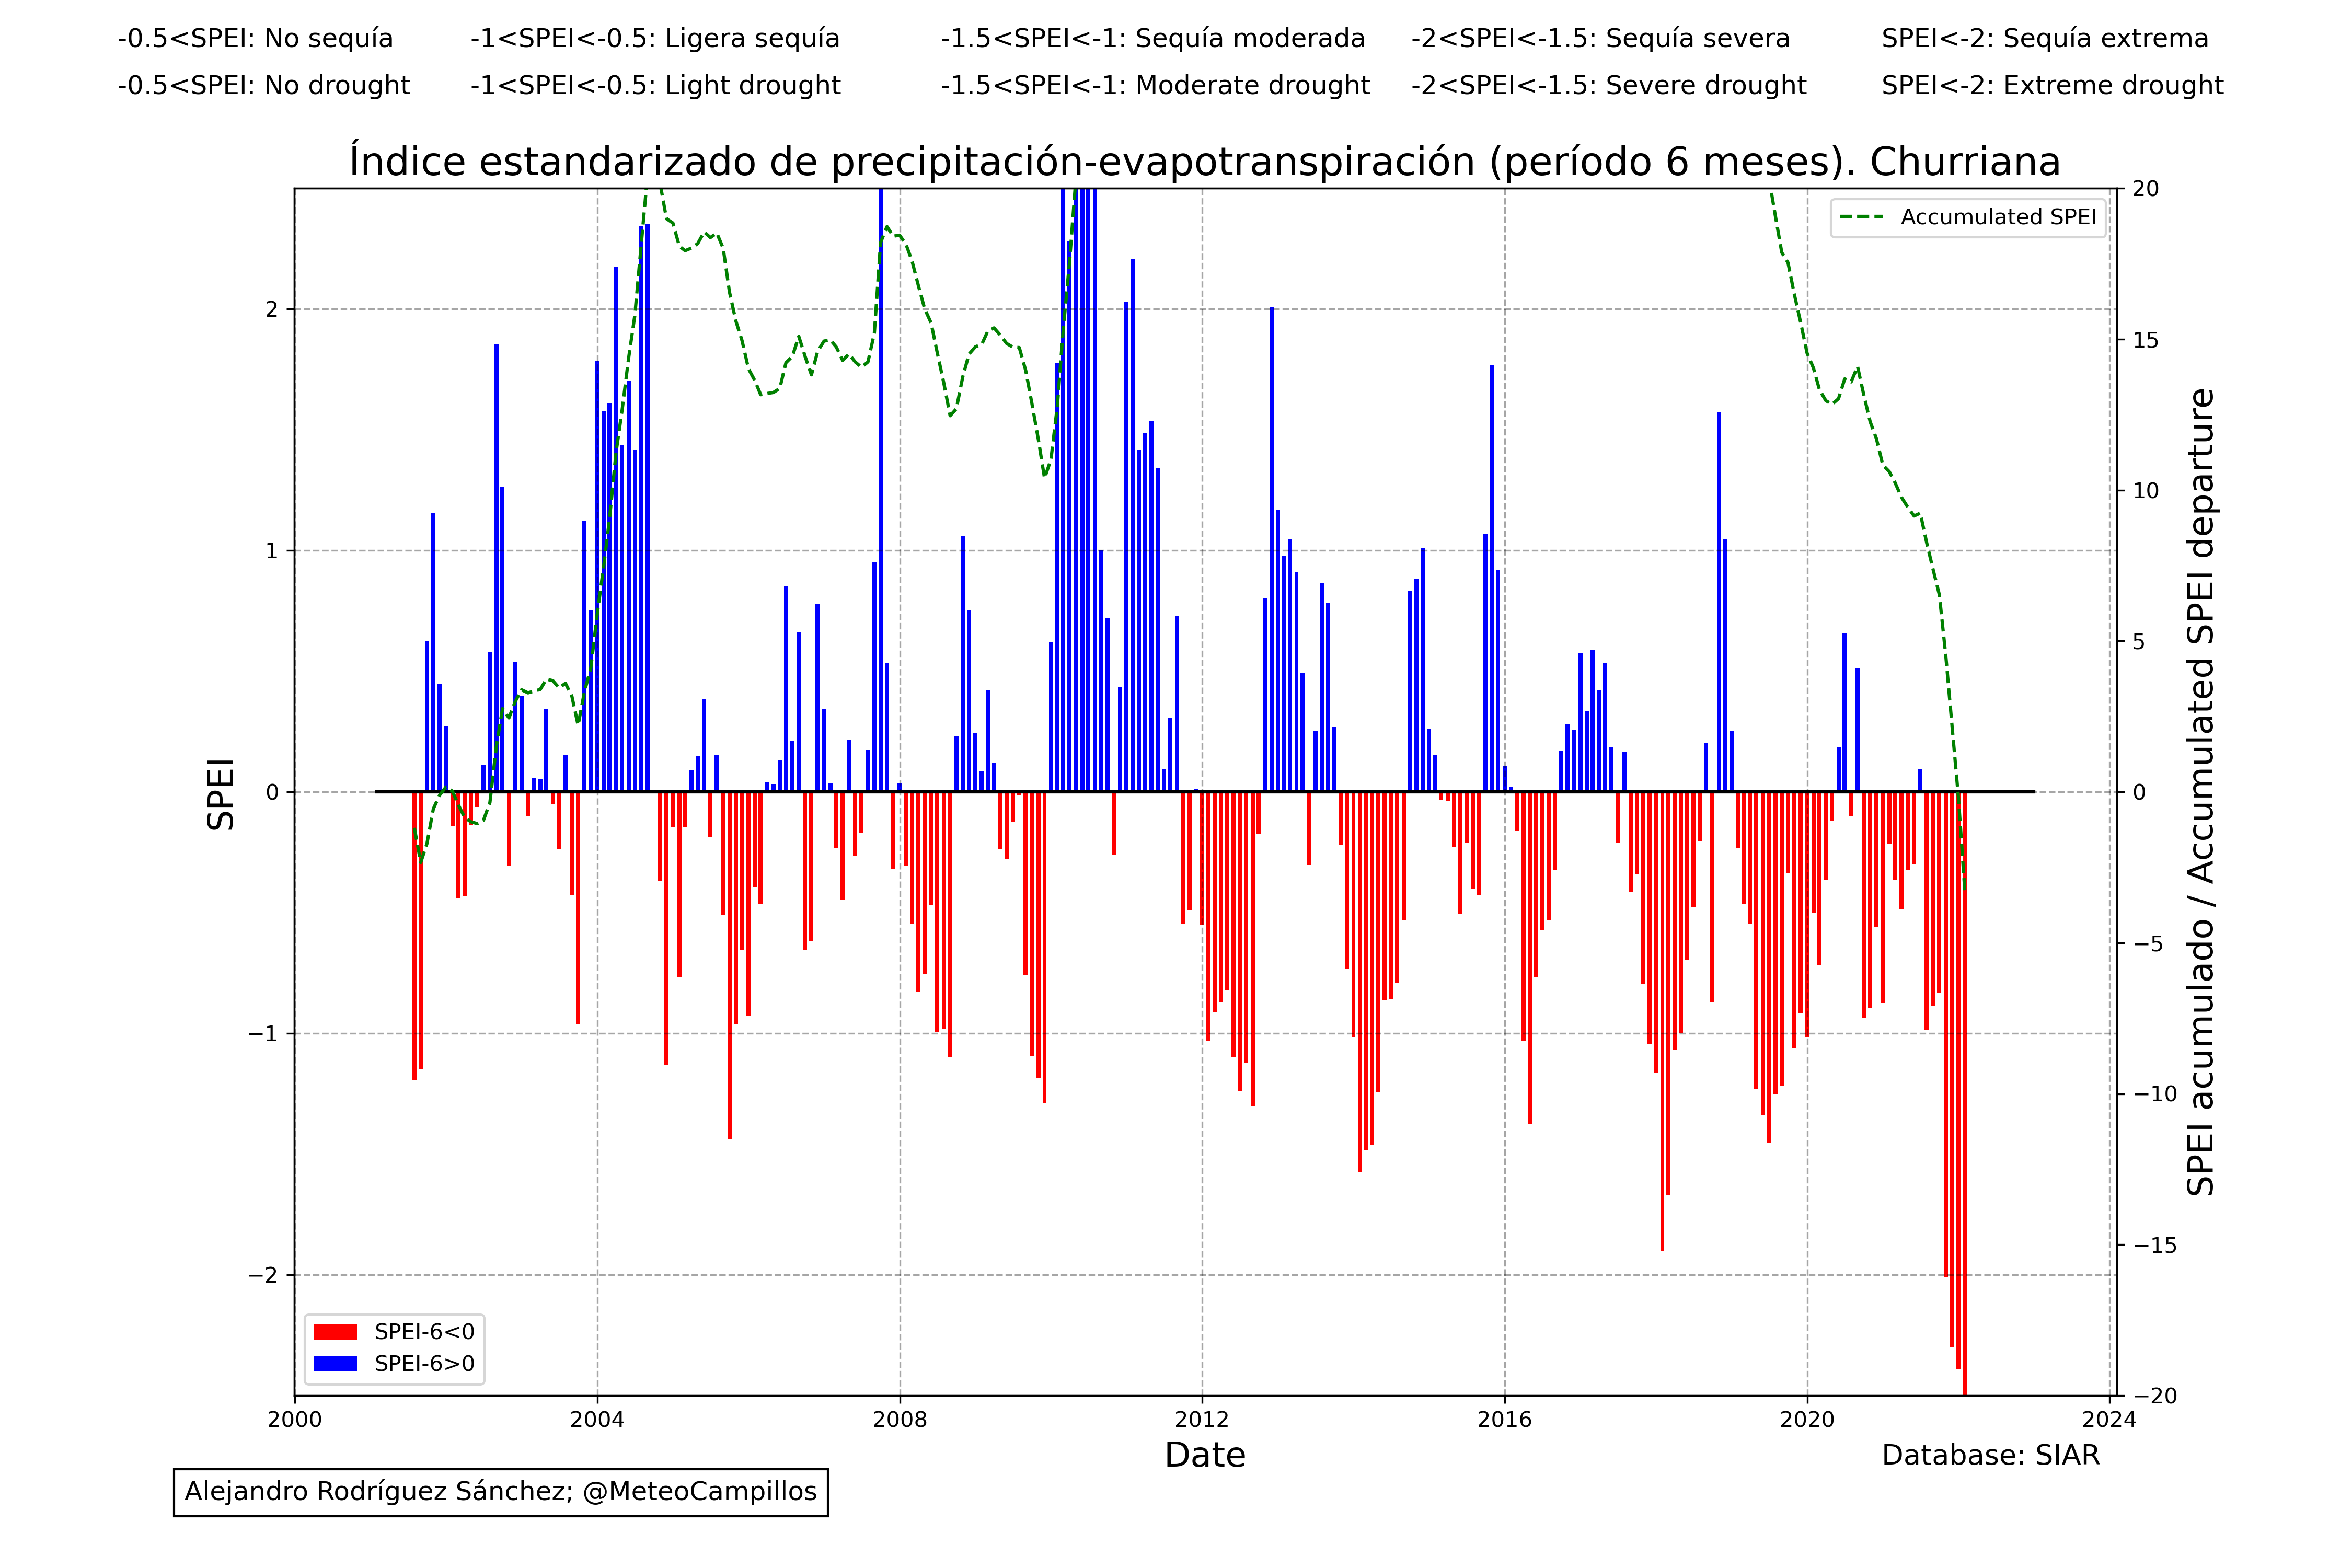 -0.5<SPEI: No sequía -1<SPEI<-0.5: Ligera sequía -1.5<SPEI<-1: Sequía moderada -2<SPEI<-1.5: Sequía severa SPEI<-2: Sequía extrema
-0.5<SPEI: No drought -1<SPEI<-0.5: Light drought -1.5<SPEI<-1: Moderate drought -2<SPEI<-1.5: Severe drought SPEI<-2: Extreme drought
Índice estandarizado de precipitación-evapotranspiración (período 6 meses). Churriana
Accumulated SPEI
2
1
0
−1
−2
SPEI
20
15
10
5
0
−5
−10
−15
−20
SPEI acumulado / Accumulated SPEI departure
SPEI-6<0
SPEI-6>0
2000 2004 2008 2012 2016 2020 2024
Date
Database: SIAR
Alejandro Rodríguez Sánchez; @MeteoCampillos